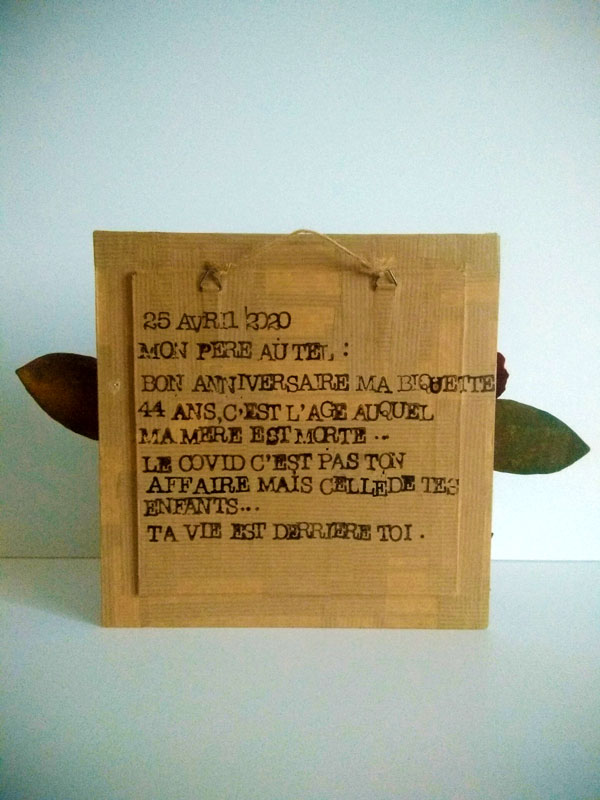 25 AVRIL 2020
MON PERE AU TEL :
BON ANNIVERSAIRE MA BIQUETTE
44 ANS, C'EST L'AGE AUQUEL
MA MERE EST MORTE ..
LE COVID C'EST PAS TON
AFFAIRE MAIS CELLE DE TES
ENFANTS...
TA VIE EST DERRIERE TOI .